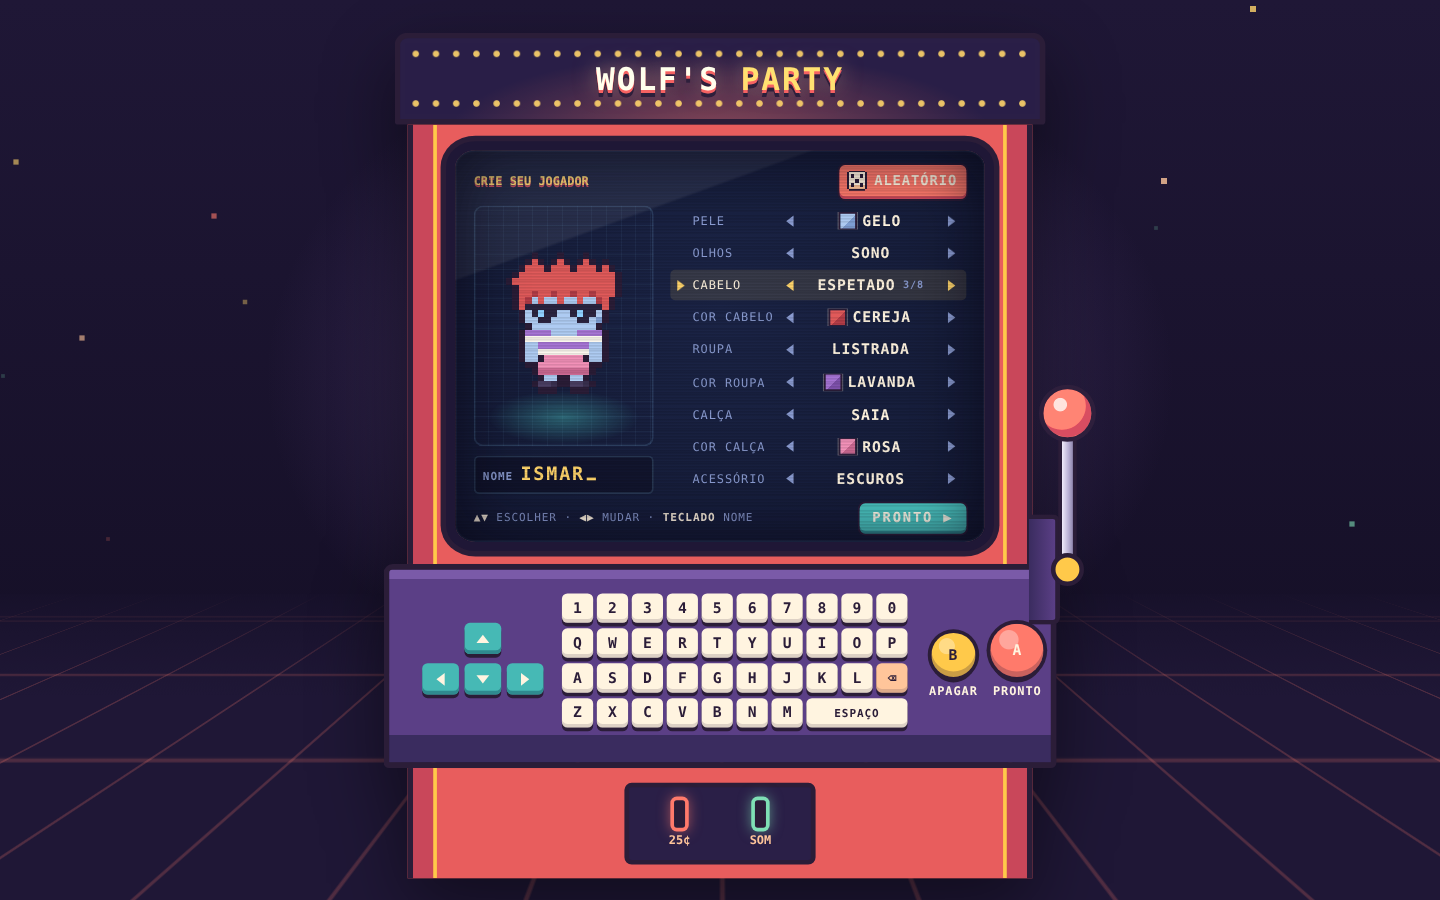 WOLF'S PARTY
CRIE SEU JOGADOR
ALEATÓRIO
PELE GELO
OLHOS SONO
CABELO ESPETADO 3/8
COR CABELO CEREJA
ROUPA LISTRADA
COR ROUPA LAVANDA
CALÇA SAIA
COR CALÇA ROSA
ACESSÓRIO ESCUROS
NOME ISMAR_
▲▼ ESCOLHER · ◀▶ MUDAR · TECLADO NOME
PRONTO ▶
1 2 3 4 5 6 7 8 9 0
Q W E R T Y U I O P
A S D F G H J K L ⌫
Z X C V B N M ESPAÇO
B A
APAGAR PRONTO
25¢ SOM